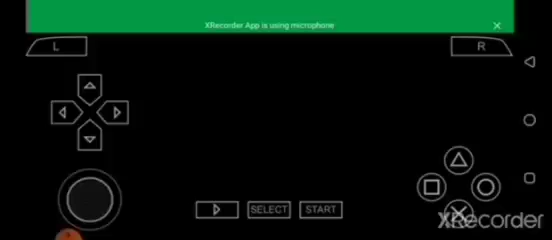 XRecorder App is using microphone
L
R
SELECT
START
XRecorder